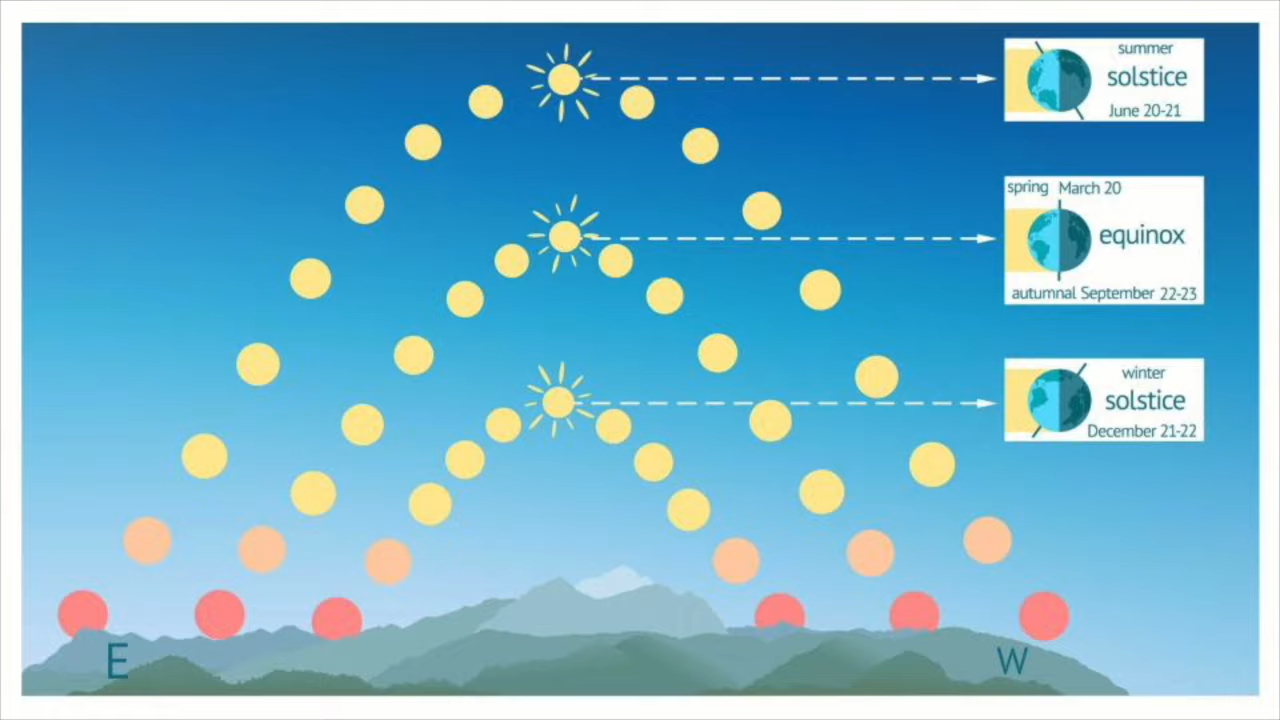 summer
solstice
June 20-21
spring March 20
equinox
autumnal September 22-23
winter
solstice
December 21-22
E W